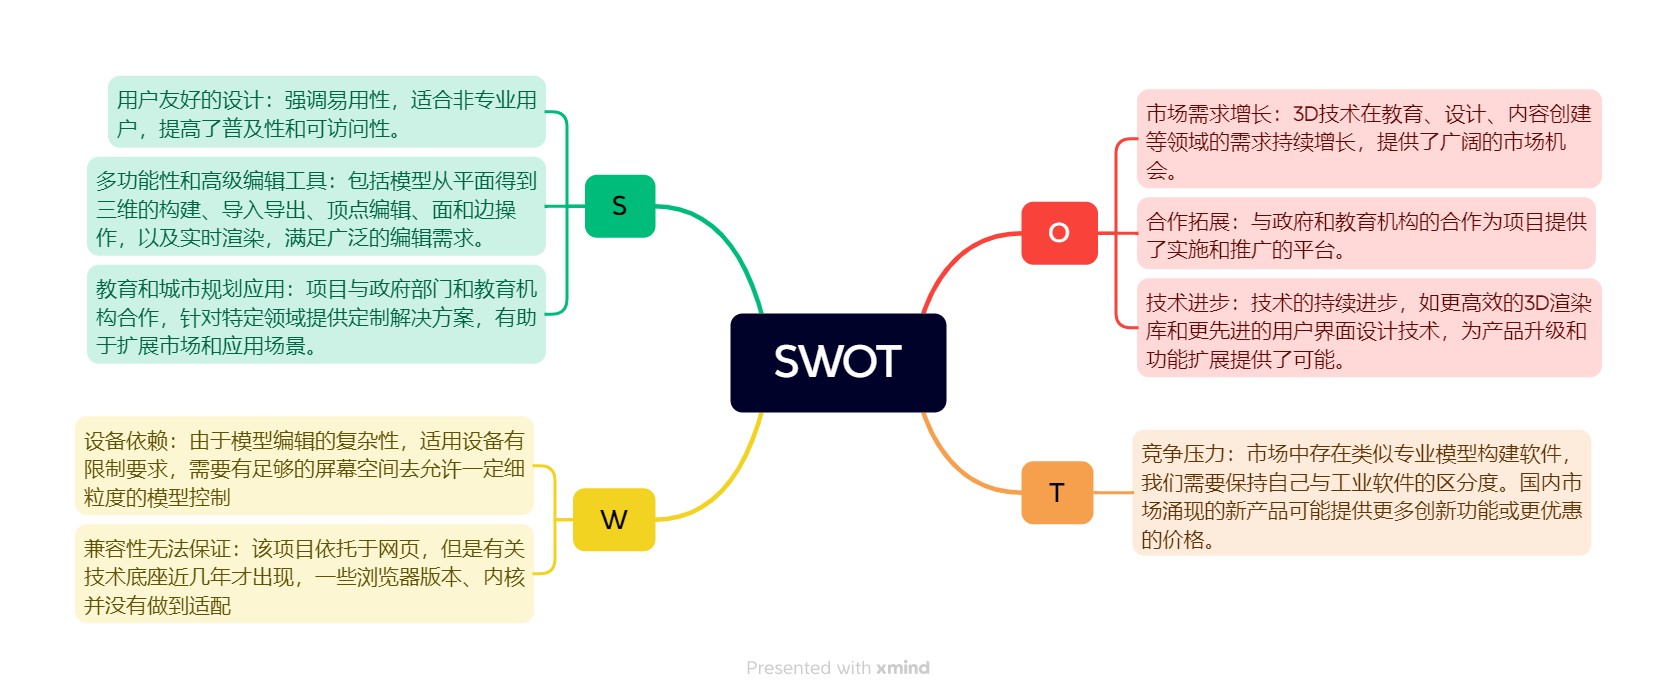 用户友好的设计：强调易用性，适合非专业用
户，提高了普及性和可访问性。
多功能性和高级编辑工具：包括模型从平面得到
三维的构建、导入导出、顶点编辑、面和边操
作，以及实时渲染，满足广泛的编辑需求。
教育和城市规划应用：项目与政府部门和教育机
构合作，针对特定领域提供定制解决方案，有助
于扩展市场和应用场景。
S
设备依赖：由于模型编辑的复杂性，适用设备有
限制要求，需要有足够的屏幕空间去允许一定细
粒度的模型控制
兼容性无法保证：该项目依托于网页，但是有关
技术底座近几年才出现，一些浏览器版本、内核
并没有做到适配
W
SWOT
O
市场需求增长：3D技术在教育、设计、内容创建
等领域的需求持续增长，提供了广阔的市场机
会。
合作拓展：与政府和教育机构的合作为项目提供
了实施和推广的平台。
技术进步：技术的持续进步，如更高效的3D渲染
库和更先进的用户界面设计技术，为产品升级和
功能扩展提供了可能。
T
竞争压力：市场中存在类似专业模型构建软件，
我们需要保持自己与工业软件的区分度。国内市
场涌现的新产品可能提供更多创新功能或更优惠
的价格。
Presented with xmind